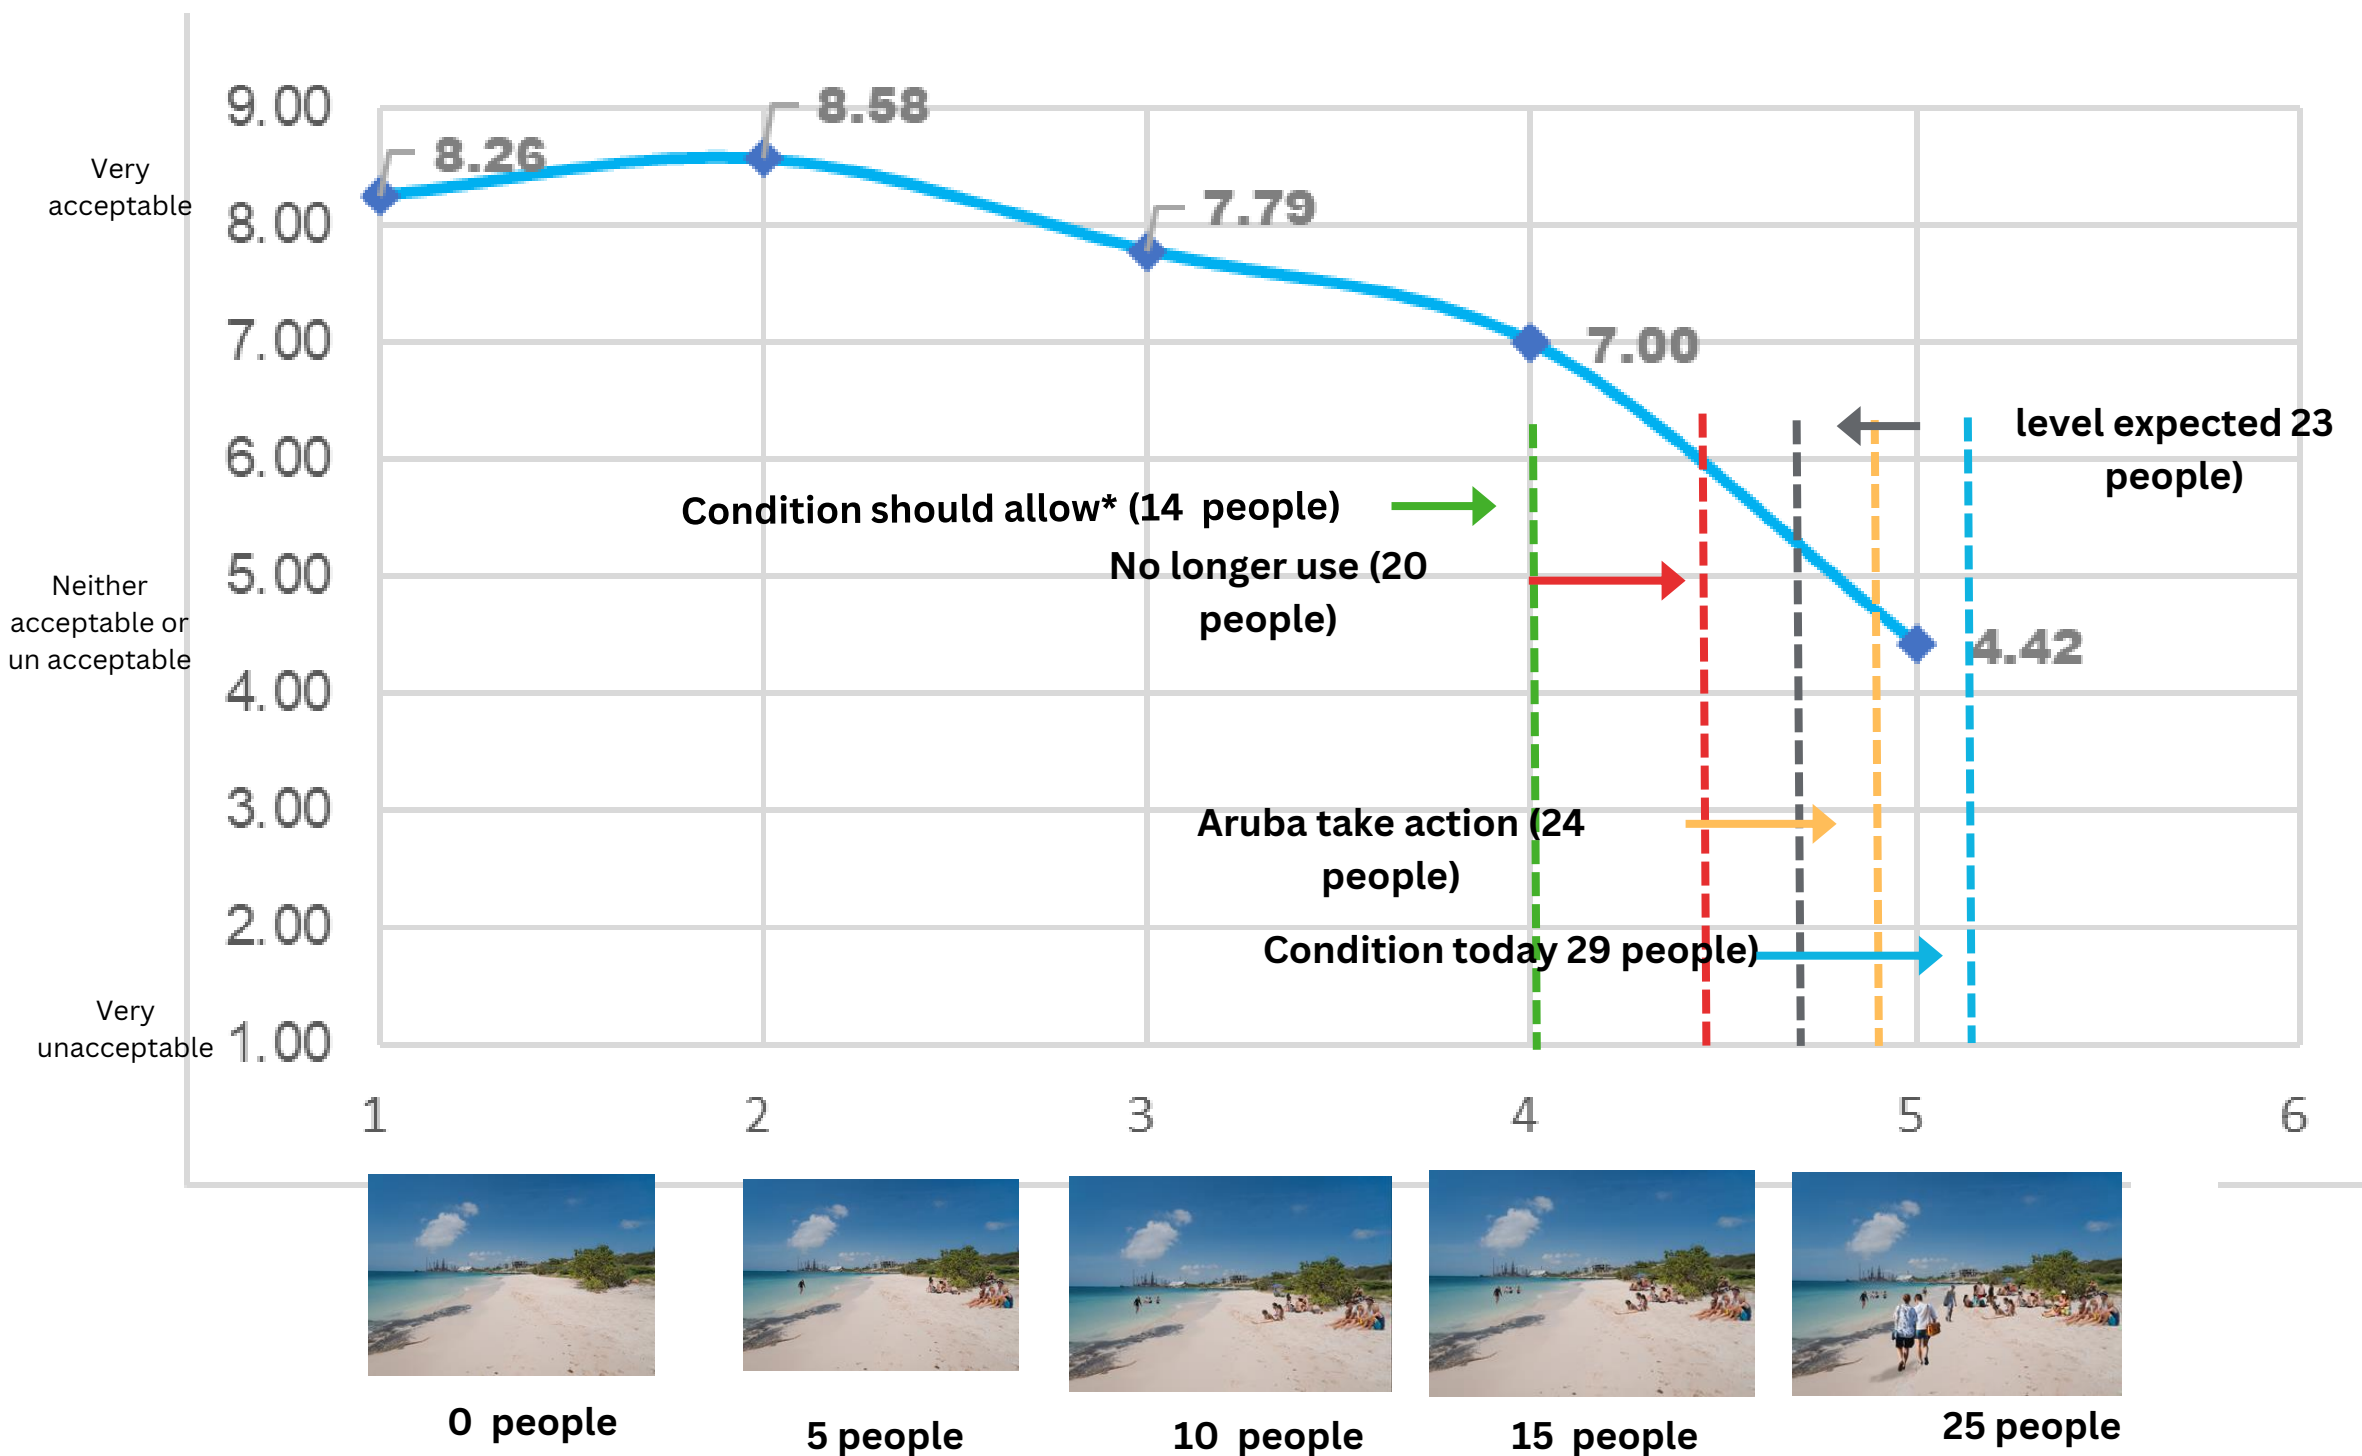 9.00
8.58
8.26
Very
acceptable
8.00
7.79
7.00
7.00
level expected 23
people)
6.00
Condition should allow* (14 people)
No longer use (20
people)
5.00
Neither
acceptable or
un acceptable
4.42
4.00
3.00
Aruba take action (24
people)
2.00
Condition today 29 people)
Very
unacceptable
1.00
1 2 3 4 5 6
0 people
5 people
10 people
15 people
25 people